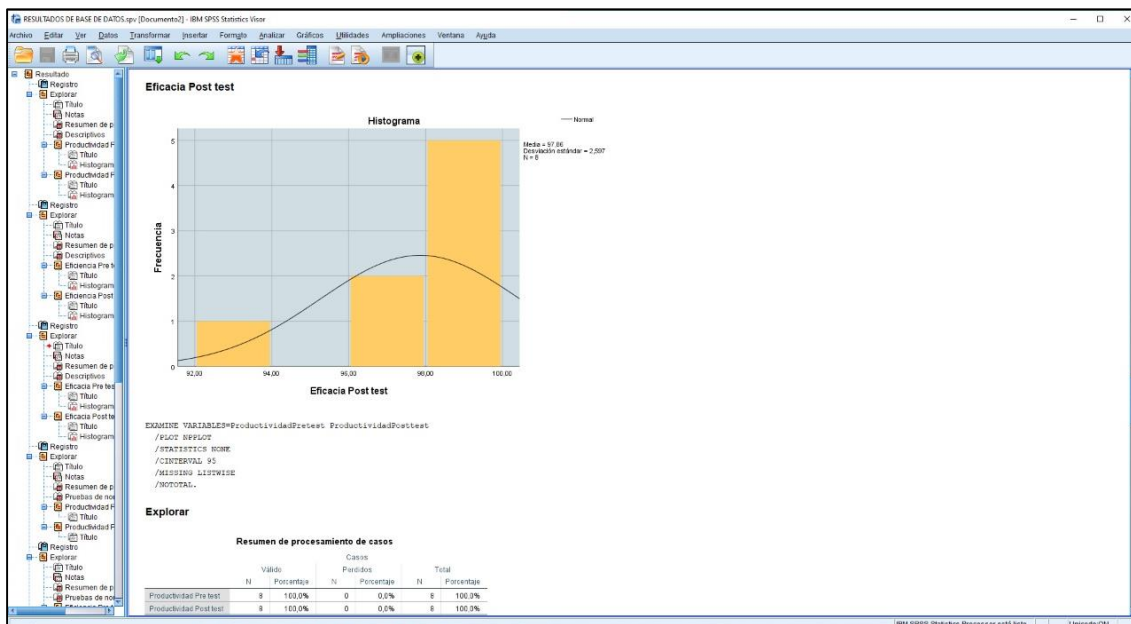 RESULTADOS DE BASE DE DATOS.spv [Documento2] - IBM SPSS Statistics Visor
Archivo Editar Ver Datos Transformar Insertar Formato Analizar Gráficos Utilidades Ampliaciones Ventana Ayuda
Resultado
Registro
Explorar
Título
Notas
Resumen de p
Descriptivos
Productividad P
Título
Histogram
Productividad P
Título
Histogram
Registro
Explorar
Título
Notas
Resumen de p
Descriptivos
Eficiencia Pre t
Título
Histogram
Eficiencia Post
Título
Histogram
Registro
Explorar
Título
Notas
Resumen de p
Descriptivos
Eficacia Pre tes
Título
Histogram
Eficacia Post te
Título
Histogram
Registro
Explorar
Título
Notas
Resumen de p
Pruebas de nor
Productividad P
Título
Productividad P
Título
Registro
Explorar
Título
Notas
Resumen de p
Pruebas de nor
Eficacia Post test
Histograma
Normal
Media = 97,86
Desviación estándar = 2,597
N = 8
Frecuencia
5
4
3
2
1
0
92,00 94,00 96,00 98,00 100,00
Eficacia Post test
EXAMINE VARIABLES=ProductividadPretest ProductividadPosttest
/PLOT NPPLOT
/STATISTICS NONE
/CINTERVAL 95
/MISSING LISTWISE
/NOTOTAL.
Explorar
Resumen de procesamiento de casos
Casos
Válido Perdidos Total
N Porcentaje N Porcentaje N Porcentaje
Productividad Pre test 8 100,0% 0 0,0% 8 100,0%
Productividad Post test 8 100,0% 0 0,0% 8 100,0%